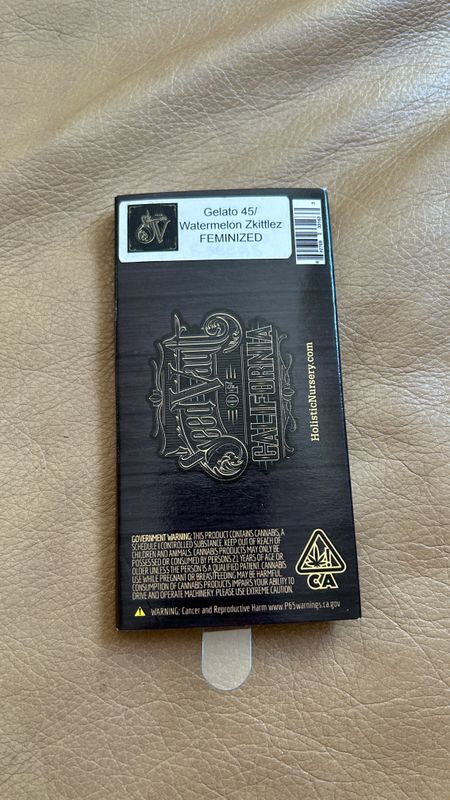 Gelato 45/
Watermelon Zkittlez
FEMINIZED
SV
Seed Vault
OF
CALIFORNIA
HolisticNursery.com
GOVERNMENT WARNING: THIS PRODUCT CONTAINS CANNABIS, A
SCHEDULE I CONTROLLED SUBSTANCE. KEEP OUT OF REACH OF
CHILDREN AND ANIMALS. CANNABIS PRODUCTS MAY ONLY BE
POSSESSED OR CONSUMED BY PERSONS 21 YEARS OF AGE OR
OLDER UNLESS THE PERSON IS A QUALIFIED PATIENT. CANNABIS
USE WHILE PREGNANT OR BREASTFEEDING MAY BE HARMFUL.
CONSUMPTION OF CANNABIS PRODUCTS IMPAIRS YOUR ABILITY TO
DRIVE AND OPERATE MACHINERY. PLEASE USE EXTREME CAUTION.
CA
WARNING: Cancer and Reproductive Harm www.P65warnings.ca.gov